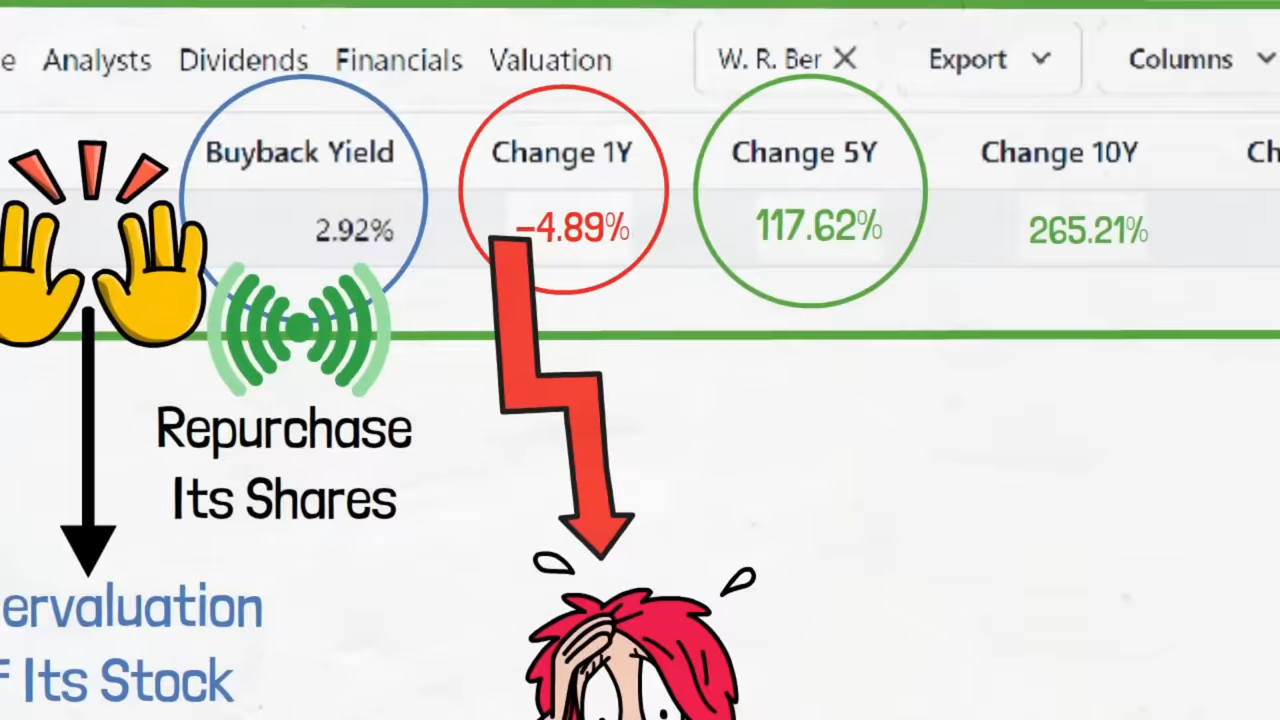 e Analysts Dividends Financials Valuation W. R. Ber Export Columns
Buyback Yield Change 1Y Change 5Y Change 10Y Ch
2.92% -4.89% 117.62% 265.21%
Repurchase
Its Shares
ervaluation
f Its Stock